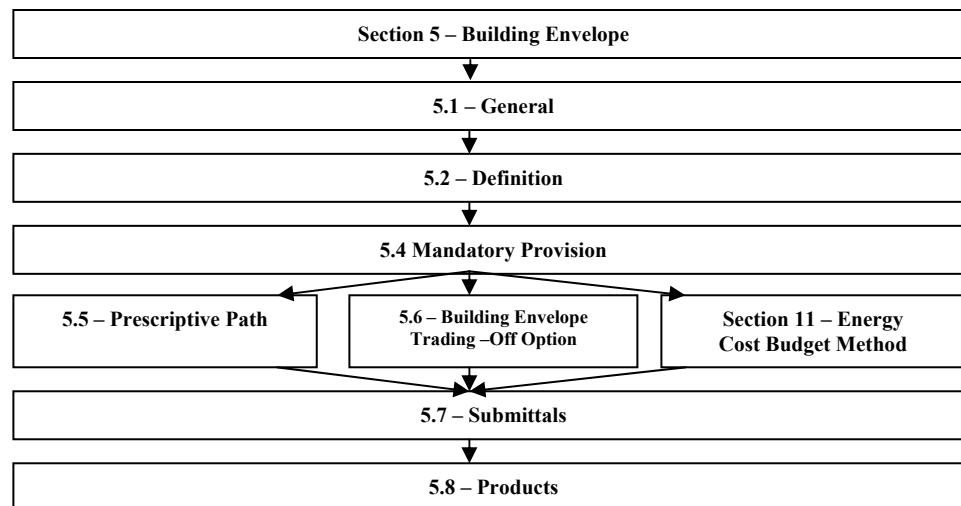 Section 5 – Building Envelope
5.1 – General
5.2 – Definition
5.4 Mandatory Provision
5.5 – Prescriptive Path
5.6 – Building Envelope
Trading –Off Option
Section 11 – Energy
Cost Budget Method
5.7 – Submittals
5.8 – Products